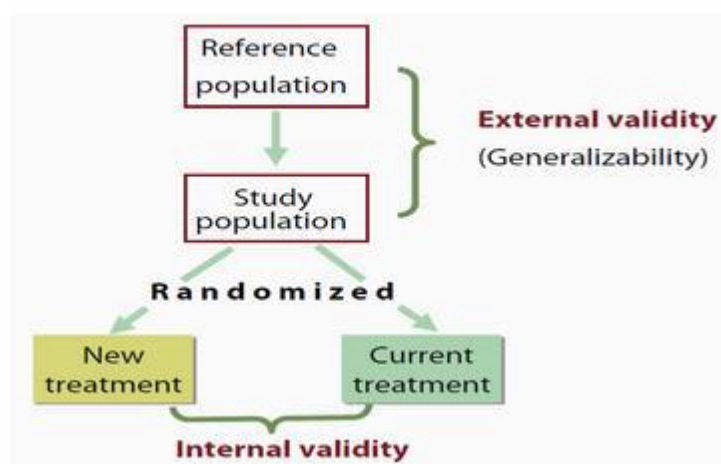 Reference
population
External validity
(Generalizability)
Study
population
Randomized
New
treatment
Current
treatment
Internal validity